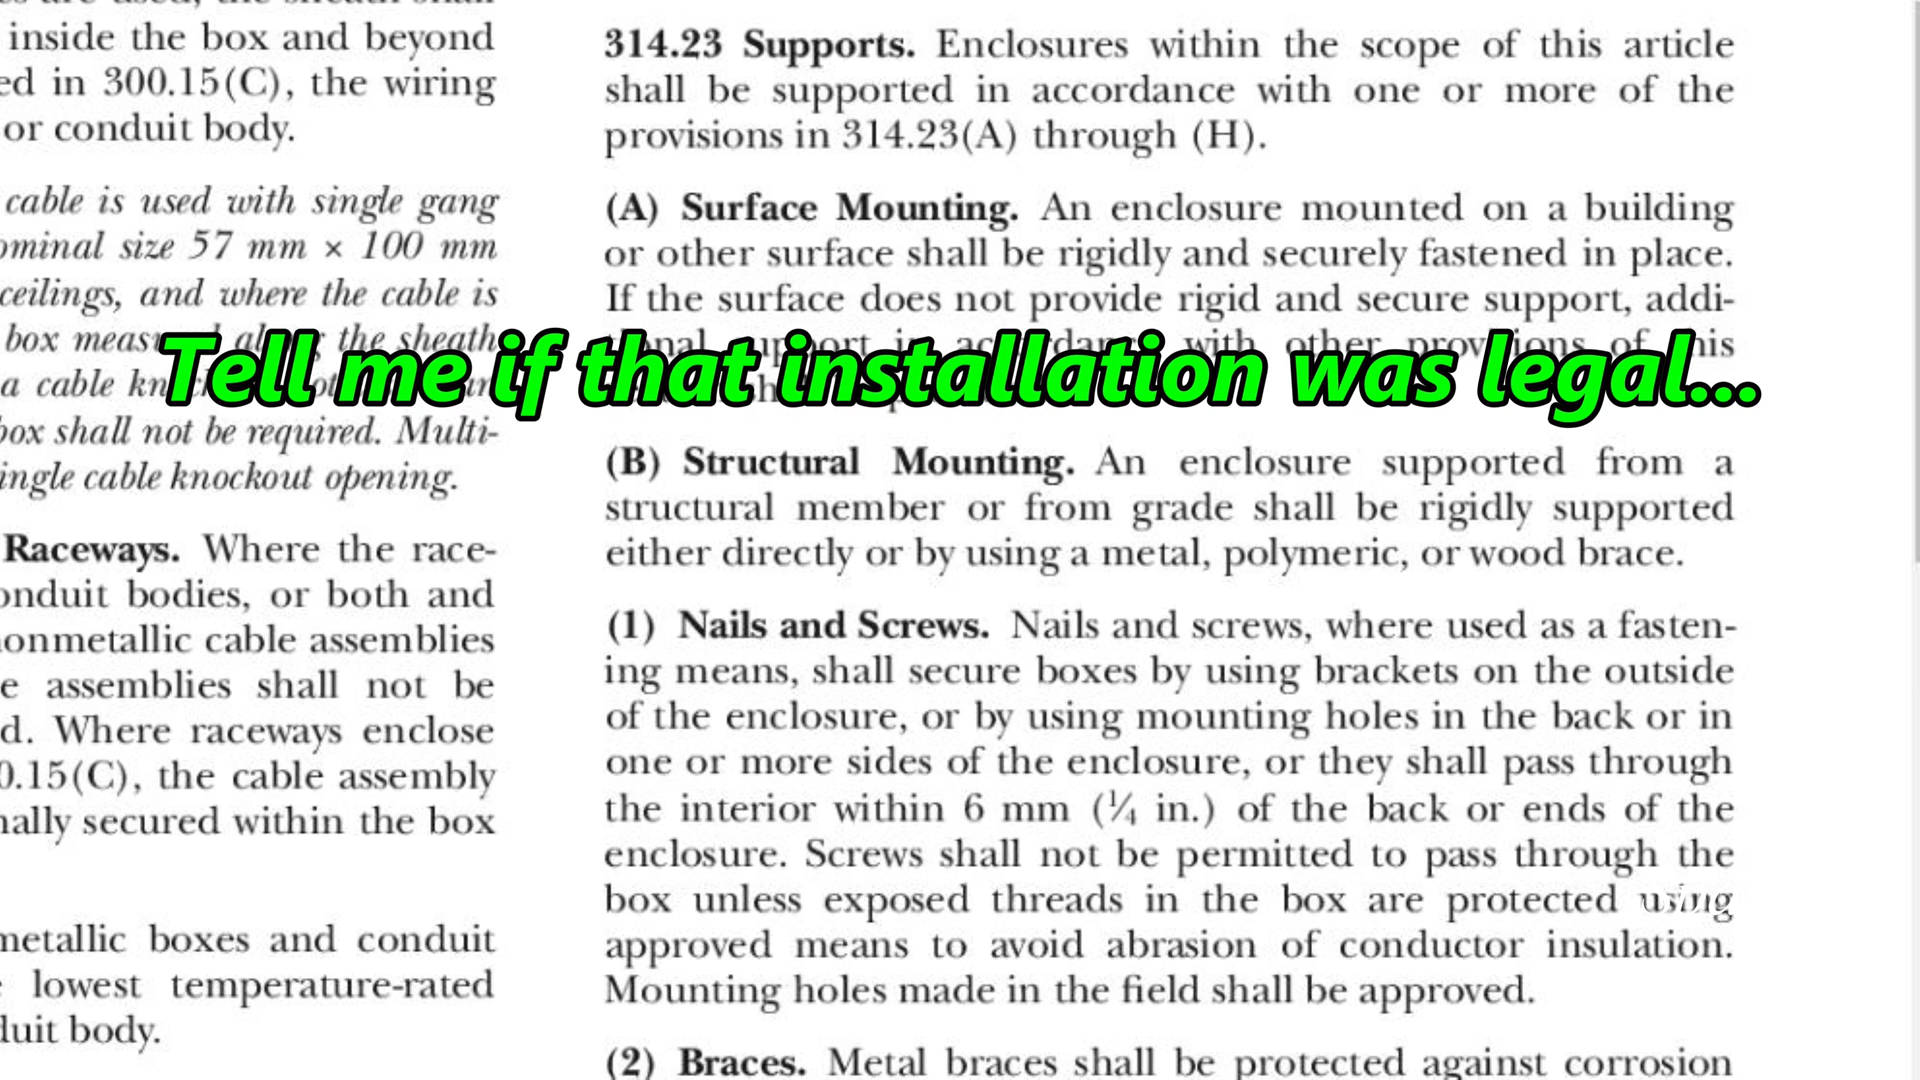 inside the box and beyond
ed in 300.15(C), the wiring
or conduit body.
cable is used with single gang
ominal size 57 mm × 100 mm
ceilings, and where the cable is
box the sheath
a cable
box shall not be required. Multi-
ingle cable knockout opening.
Raceways. Where the race-
onduit bodies, or both and
nonmetallic cable assemblies
e assemblies shall not be
d. Where raceways enclose
0.15(C), the cable assembly
nally secured within the box
metallic boxes and conduit
lowest temperature-rated
duit body.
314.23 Supports. Enclosures within the scope of this article
shall be supported in accordance with one or more of the
provisions in 314.23(A) through (H).
(A) Surface Mounting. An enclosure mounted on a building
or other surface shall be rigidly and securely fastened in place.
If the surface does not provide rigid and secure support, addi-
with other provisions of this
Tell me if that installation was legal...
(B) Structural Mounting. An enclosure supported from a
structural member or from grade shall be rigidly supported
either directly or by using a metal, polymeric, or wood brace.
(1) Nails and Screws. Nails and screws, where used as a fasten-
ing means, shall secure boxes by using brackets on the outside
of the enclosure, or by using mounting holes in the back or in
one or more sides of the enclosure, or they shall pass through
the interior within 6 mm (¼ in.) of the back or ends of the
enclosure. Screws shall not be permitted to pass through the
box unless exposed threads in the box are protected using
approved means to avoid abrasion of conductor insulation.
Mounting holes made in the field shall be approved.
(2) Braces. Metal braces shall be protected against corrosion